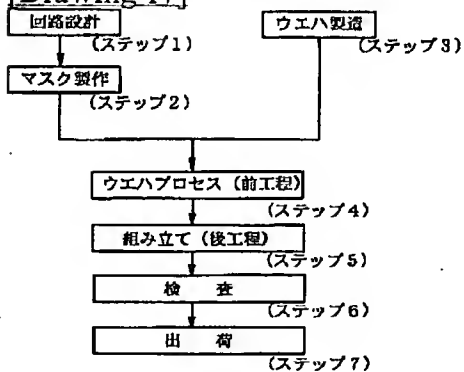 [Drawing 17]
回路設計
(ステップ1)
ウエハ製造
(ステップ3)
マスク製作
(ステップ2)
ウエハプロセス (前工程)
(ステップ4)
組み立て (後工程)
(ステップ5)
検 査
(ステップ6)
出 荷
(ステップ7)